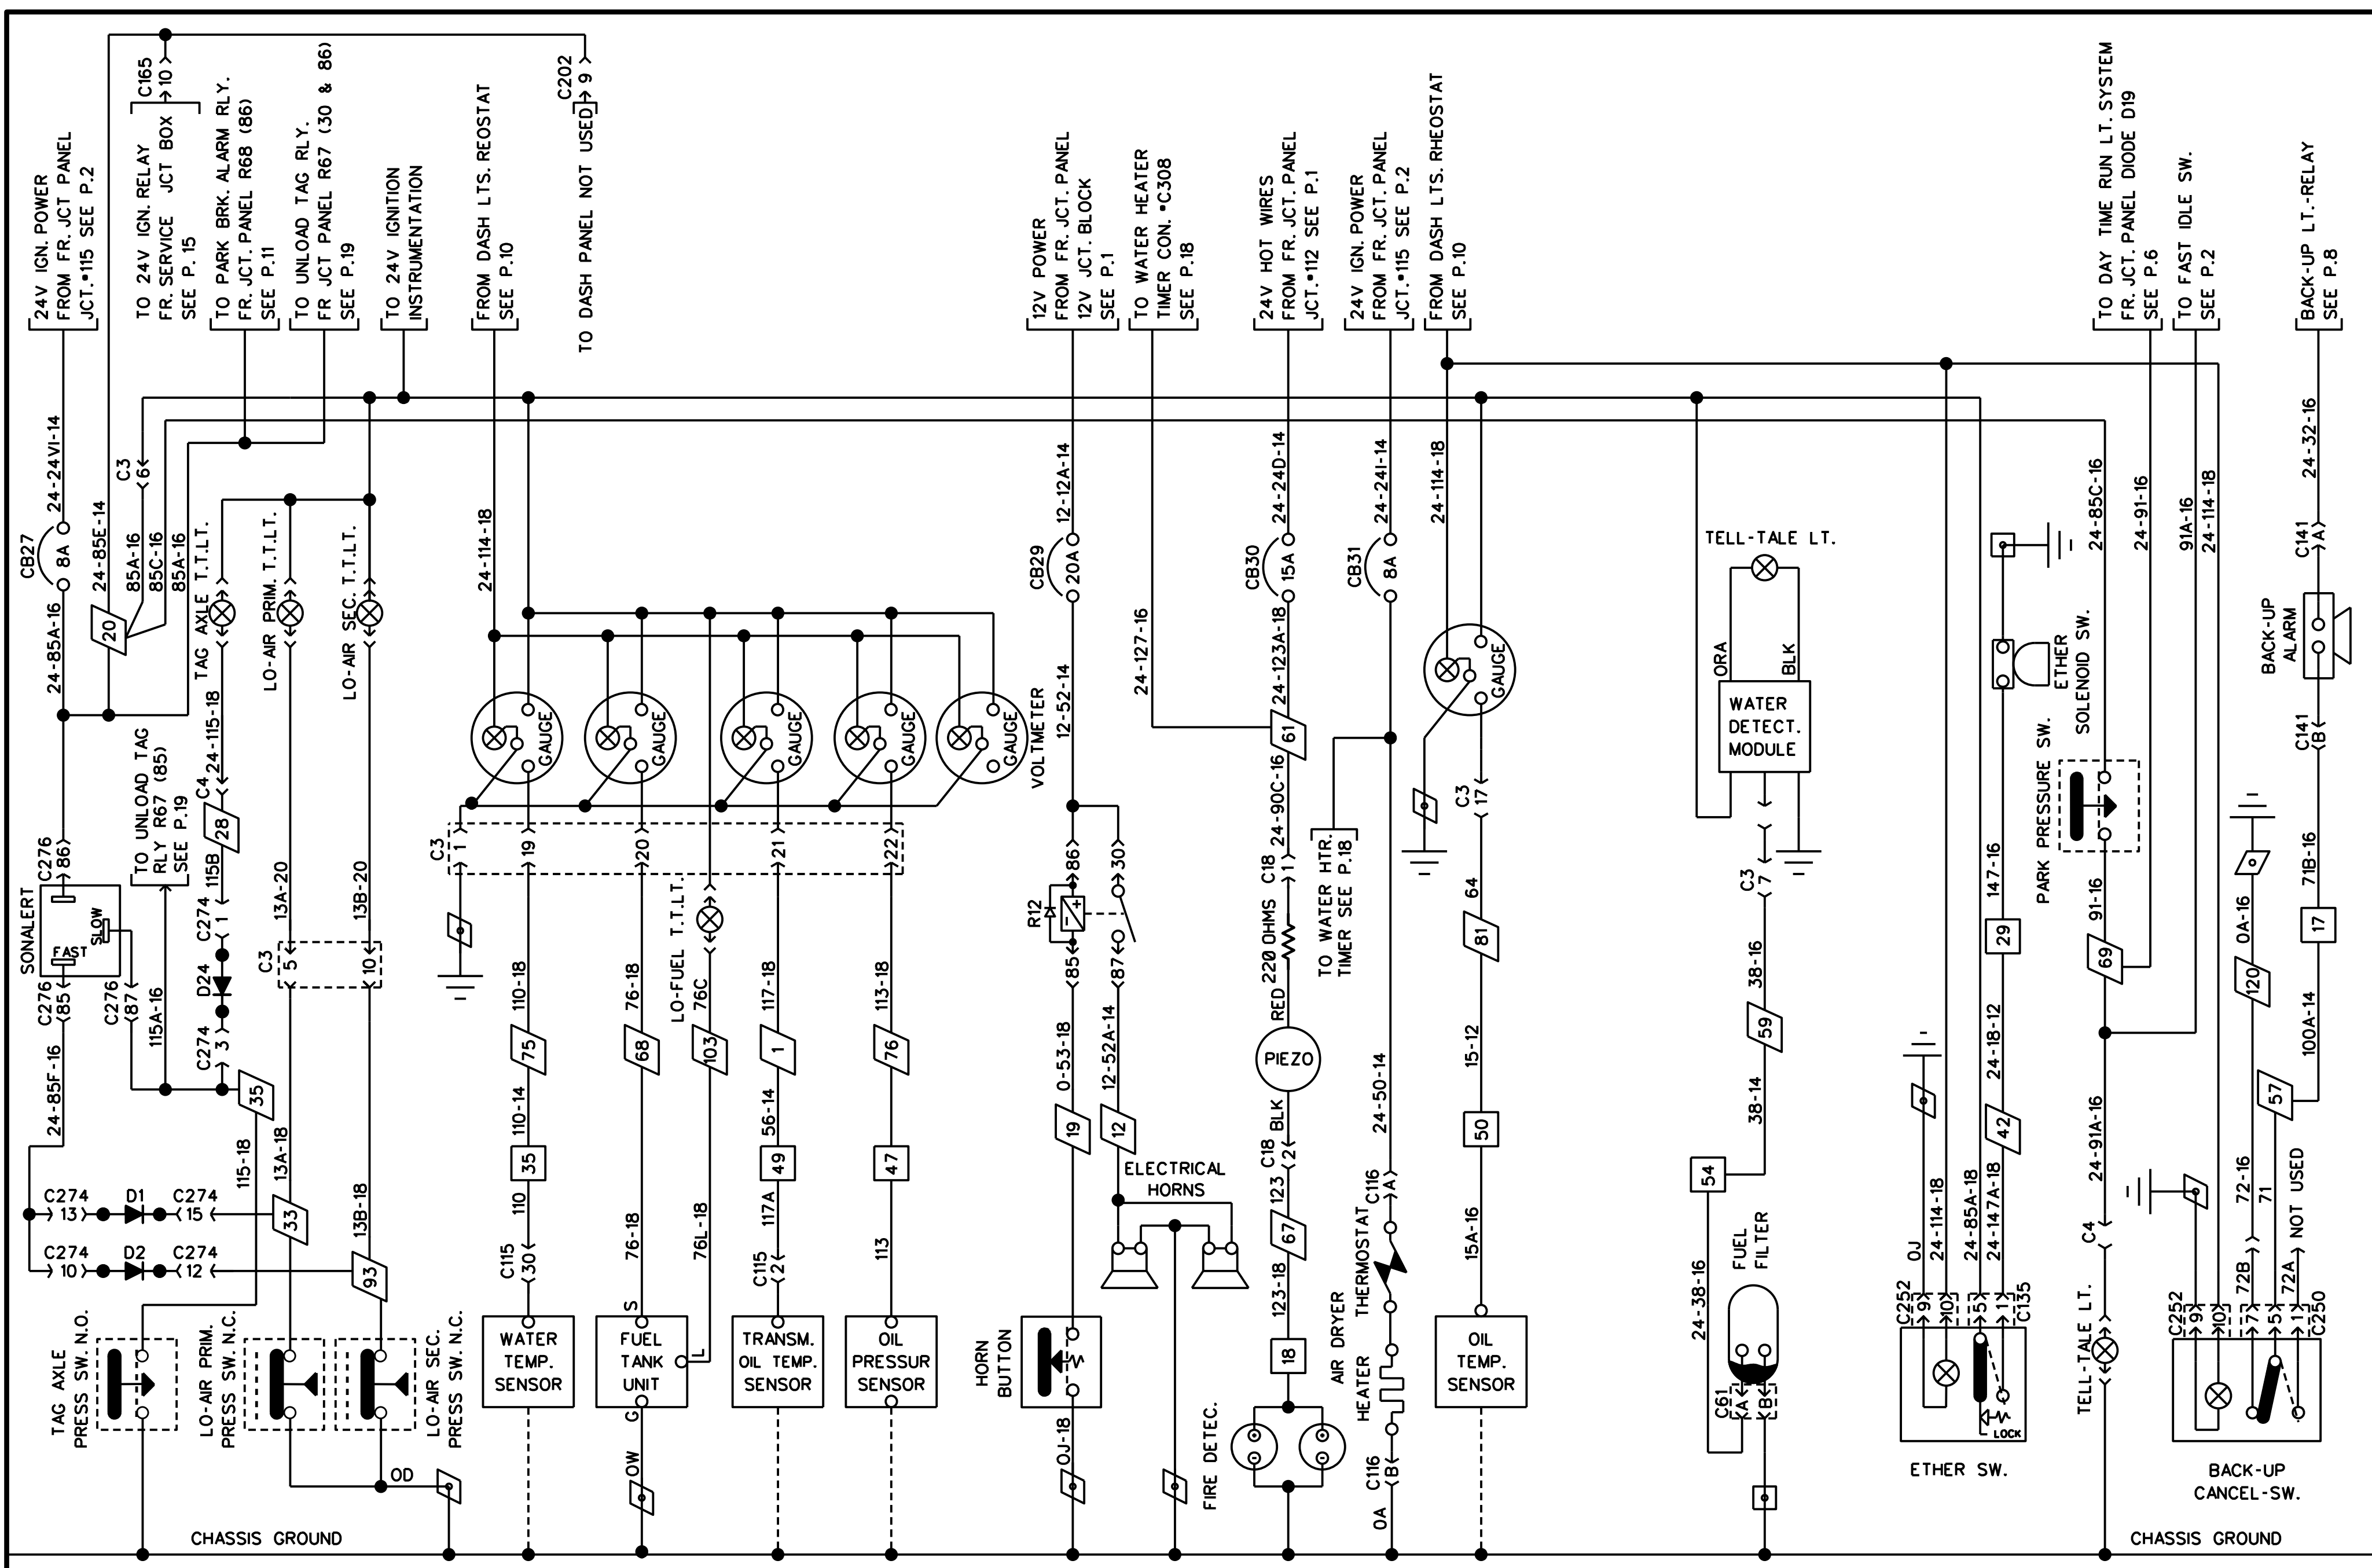 24V IGN. POWER
FROM FR. JCT PANEL
JCT.#115 SEE P.2
C165
10
TO 24V IGN. RELAY
FR. SERVICE JCT BOX
SEE P. 15
TO PARK BRK. ALARM RLY.
FR. JCT. PANEL R68 (86)
SEE P.11
TO UNLOAD TAG RLY.
FR JCT PANEL R67 (30 & 86)
SEE P.19
TO 24V IGNITION
INSTRUMENTATION
FROM DASH LTS. REOSTAT
SEE P.10
C202
9
TO DASH PANEL NOT USED
12V POWER
FROM FR. JCT. PANEL
12V JCT. BLOCK
SEE P.1
TO WATER HEATER
TIMER CON. #C308
SEE P.18
24V HOT WIRES
FROM FR. JCT. PANEL
JCT.#112 SEE P.1
24V IGN. POWER
FROM FR. JCT. PANEL
JCT.#115 SEE P.2
FROM DASH LTS. RHEOSTAT
SEE P.10
TO DAY TIME RUN LT. SYSTEM
FR. JCT. PANEL DIODE D19
SEE P.6
TO FAST IDLE SW.
SEE P.2
BACK-UP LT.-RELAY
SEE P.8
CB27
8A
24-24VI-14
24-85A-16
24-85E-14
20
C3
6
85A-16
85C-16
85A-16
TAG AXLE T.T.LT.
LO-AIR PRIM. T.T.LT.
LO-AIR SEC. T.T.LT.
24-115-18
C4
28
115B
C274
1
D24
C274
3
TO UNLOAD TAG
RLY R67 (85)
SEE P.19
115A-16
SONALERT
FAST
SLOW
C276
86
C276
85
C276
87
24-85F-16
35
115-18
13A-20
13B-20
C3
5
10
13A-18
13B-18
33
93
C274
13
D1
C274
15
C274
10
D2
C274
12
TAG AXLE
PRESS SW. N.O.
LO-AIR PRIM.
PRESS SW. N.C.
LO-AIR SEC.
PRESS SW. N.C.
OD
CHASSIS GROUND
24-114-18
GAUGE
GAUGE
GAUGE
GAUGE
VOLTMETER
C3
1
19
20
21
22
110-18
75
110-14
35
110
C115
30
WATER
TEMP.
SENSOR
76-18
68
76-18
S
FUEL
TANK
UNIT
L
G
OW
LO-FUEL T.T.LT.
76C
103
76L-18
117-18
1
56-14
49
117A
C115
2
TRANSM.
OIL TEMP.
SENSOR
113-18
76
47
113
OIL
PRESSUR
SENSOR
12-12A-14
CB29
20A
12-52-14
R12
86
30
85
87
0-53-18
12-52A-14
19
12
ELECTRICAL
HORNS
HORN
BUTTON
OJ-18
24-127-16
24-24D-14
CB30
15A
24-123A-18
61
24-90C-16
C18
1
220 OHMS
RED
PIEZO
BLK
C18
2
123
67
123-18
18
FIRE DETEC.
24-24I-14
CB31
8A
TO WATER HTR.
TIMER SEE P.18
24-50-14
C116
A
THERMOSTAT
AIR DRYER
HEATER
C116
B
OA
24-114-18
GAUGE
C3
17
64
81
15-12
50
15A-16
OIL
TEMP.
SENSOR
TELL-TALE LT.
ORA
BLK
WATER
DETECT.
MODULE
C3
7
38-16
59
38-14
54
24-38-16
FUEL
FILTER
C61
A
B
ETHER
SOLENOID SW.
147-16
29
24-18-12
42
OJ
24-114-18
24-85A-18
24-147A-18
C252
9
10
5
1
C135
LOCK
ETHER SW.
24-85C-16
24-91-16
PARK PRESSURE SW.
91-16
69
24-91A-16
C4
TELL-TALE LT.
91A-16
24-114-18
24-32-16
C141
A
BACK-UP
ALARM
C141
B
71B-16
17
100A-14
57
0A-16
120
72-16
71
NOT USED
72B
72A
C252
9
10
7
5
1
C250
BACK-UP
CANCEL-SW.
CHASSIS GROUND